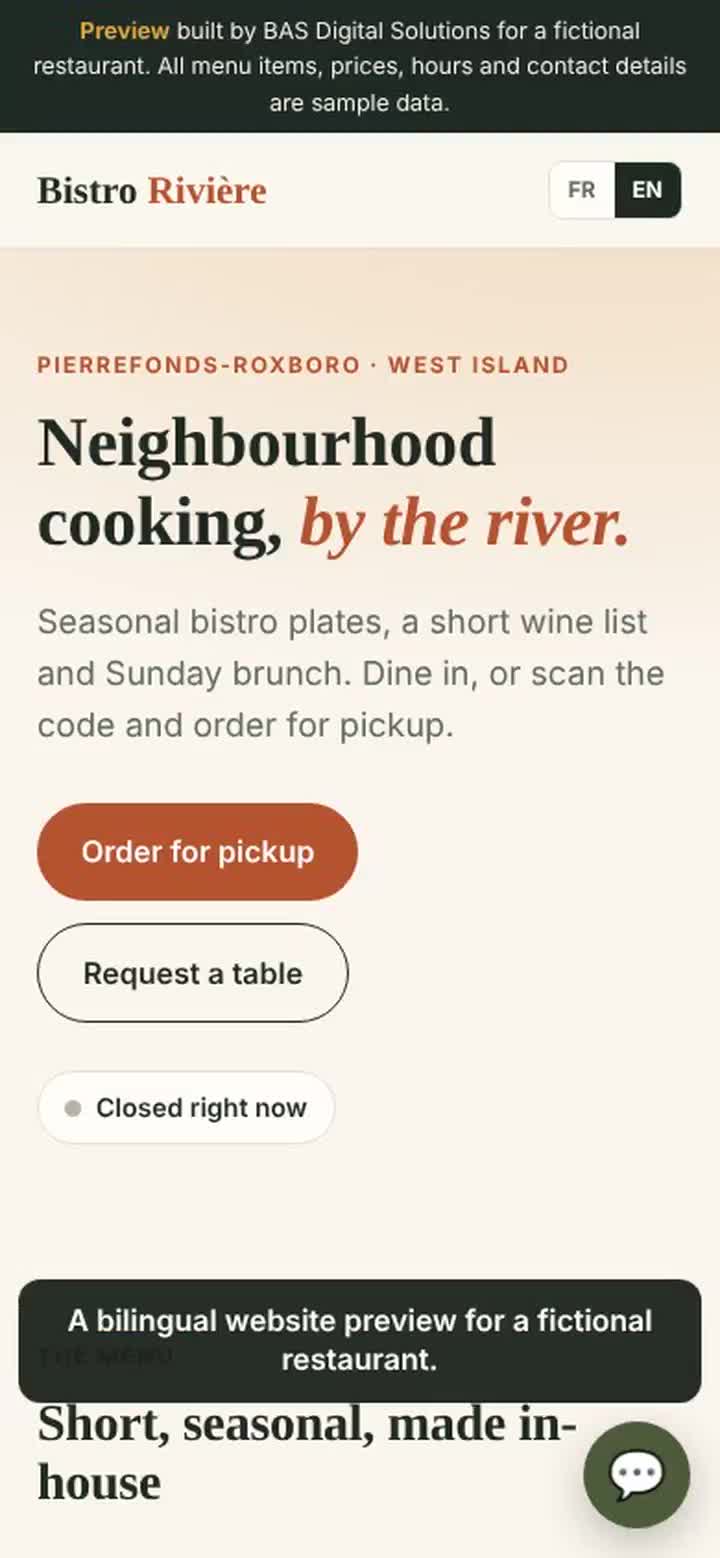 Preview built by BAS Digital Solutions for a fictional
restaurant. All menu items, prices, hours and contact details
are sample data.
Bistro Rivière
FR EN
PIERREFONDS-ROXBORO · WEST ISLAND
Neighbourhood
cooking, by the river.
Seasonal bistro plates, a short wine list
and Sunday brunch. Dine in, or scan the
code and order for pickup.
Order for pickup
Request a table
Closed right now
A bilingual website preview for a fictional
restaurant.
THE MENU
Short, seasonal, made in-
house